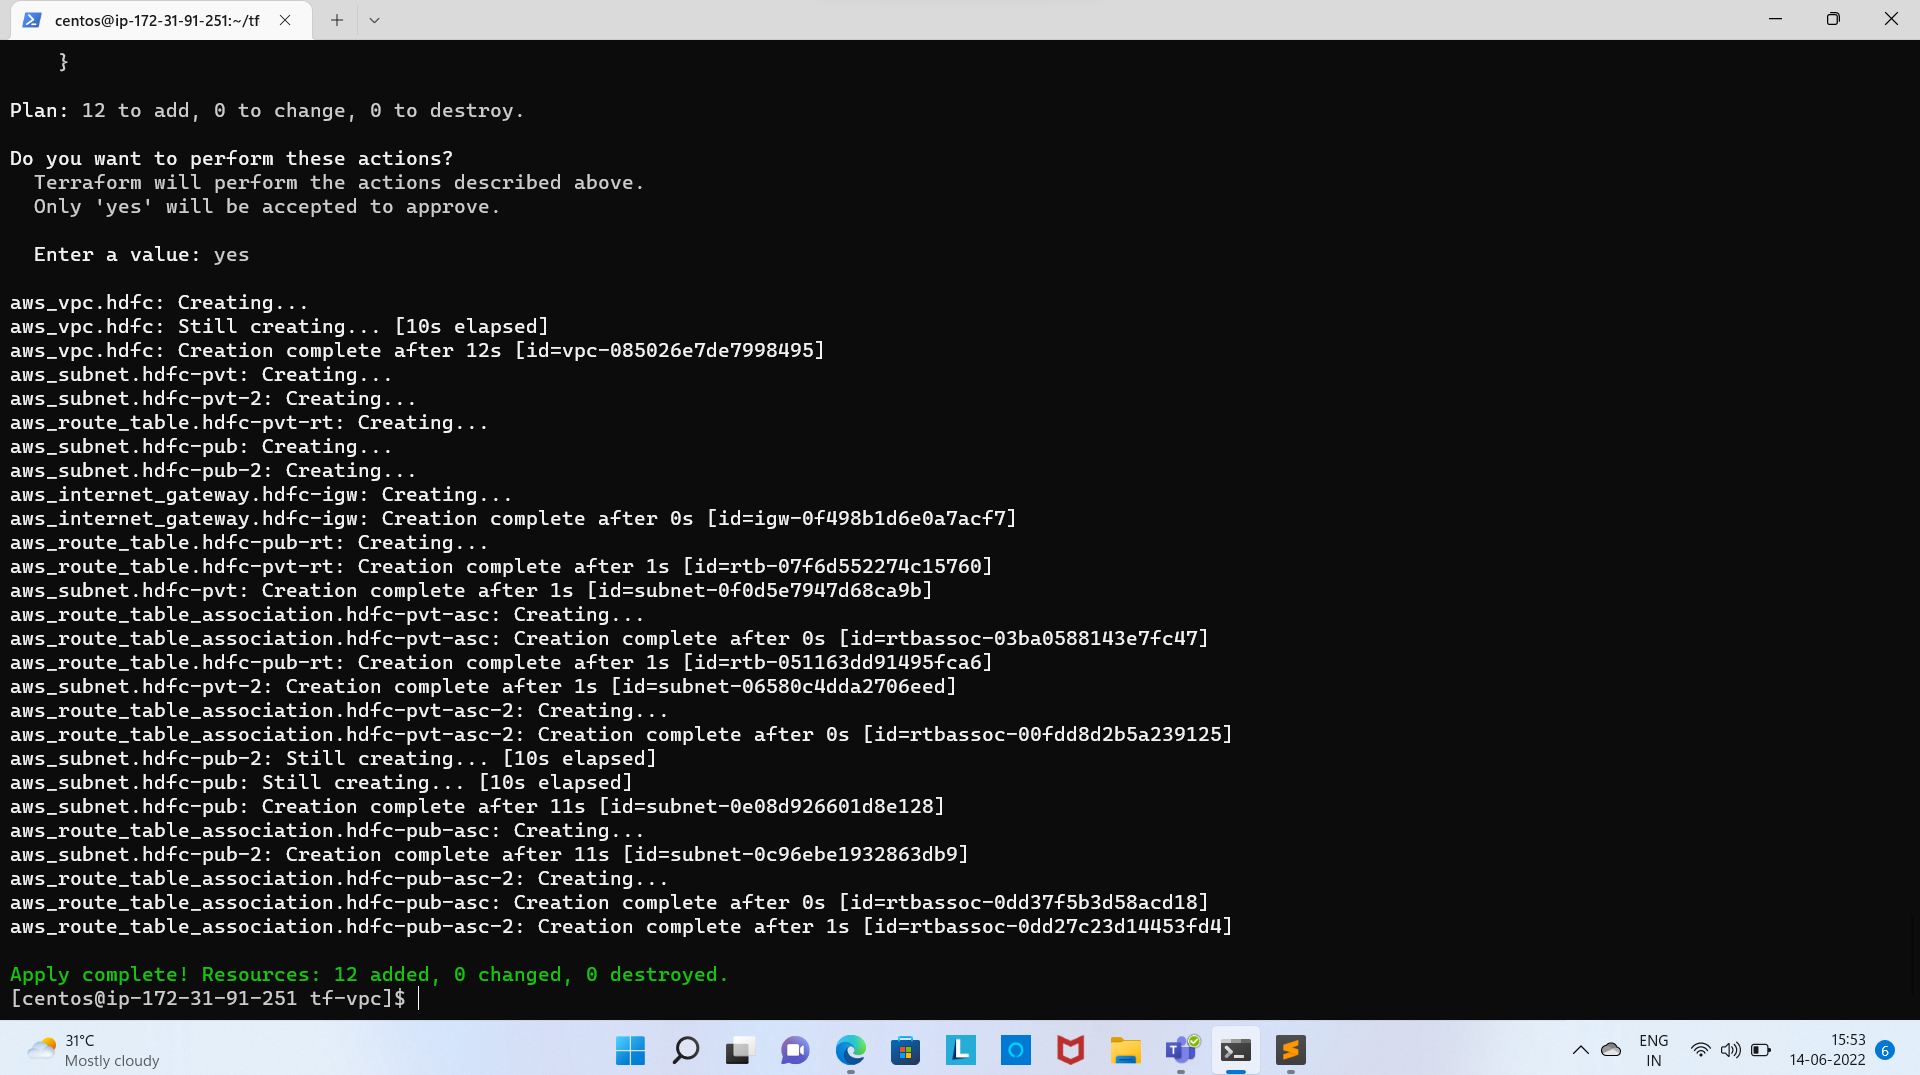 centos@ip-172-31-91-251:~/tf
    }
Plan: 12 to add, 0 to change, 0 to destroy.
Do you want to perform these actions?
  Terraform will perform the actions described above.
  Only 'yes' will be accepted to approve.
  Enter a value: yes
aws_vpc.hdfc: Creating...
aws_vpc.hdfc: Still creating... [10s elapsed]
aws_vpc.hdfc: Creation complete after 12s [id=vpc-085026e7de7998495]
aws_subnet.hdfc-pvt: Creating...
aws_subnet.hdfc-pvt-2: Creating...
aws_route_table.hdfc-pvt-rt: Creating...
aws_subnet.hdfc-pub: Creating...
aws_subnet.hdfc-pub-2: Creating...
aws_internet_gateway.hdfc-igw: Creating...
aws_internet_gateway.hdfc-igw: Creation complete after 0s [id=igw-0f498b1d6e0a7acf7]
aws_route_table.hdfc-pub-rt: Creating...
aws_route_table.hdfc-pvt-rt: Creation complete after 1s [id=rtb-07f6d552274c15760]
aws_subnet.hdfc-pvt: Creation complete after 1s [id=subnet-0f0d5e7947d68ca9b]
aws_route_table_association.hdfc-pvt-asc: Creating...
aws_route_table_association.hdfc-pvt-asc: Creation complete after 0s [id=rtbassoc-03ba0588143e7fc47]
aws_route_table.hdfc-pub-rt: Creation complete after 1s [id=rtb-051163dd91495fca6]
aws_subnet.hdfc-pvt-2: Creation complete after 1s [id=subnet-06580c4dda2706eed]
aws_route_table_association.hdfc-pvt-asc-2: Creating...
aws_route_table_association.hdfc-pvt-asc-2: Creation complete after 0s [id=rtbassoc-00fdd8d2b5a239125]
aws_subnet.hdfc-pub-2: Still creating... [10s elapsed]
aws_subnet.hdfc-pub: Still creating... [10s elapsed]
aws_subnet.hdfc-pub: Creation complete after 11s [id=subnet-0e08d926601d8e128]
aws_route_table_association.hdfc-pub-asc: Creating...
aws_subnet.hdfc-pub-2: Creation complete after 11s [id=subnet-0c96ebe1932863db9]
aws_route_table_association.hdfc-pub-asc-2: Creating...
aws_route_table_association.hdfc-pub-asc: Creation complete after 0s [id=rtbassoc-0dd37f5b3d58acd18]
aws_route_table_association.hdfc-pub-asc-2: Creation complete after 1s [id=rtbassoc-0dd27c23d14453fd4]
Apply complete! Resources: 12 added, 0 changed, 0 destroyed.
[centos@ip-172-31-91-251 tf-vpc]$
31°C
Mostly cloudy
ENG
IN
15:53
14-06-2022
6